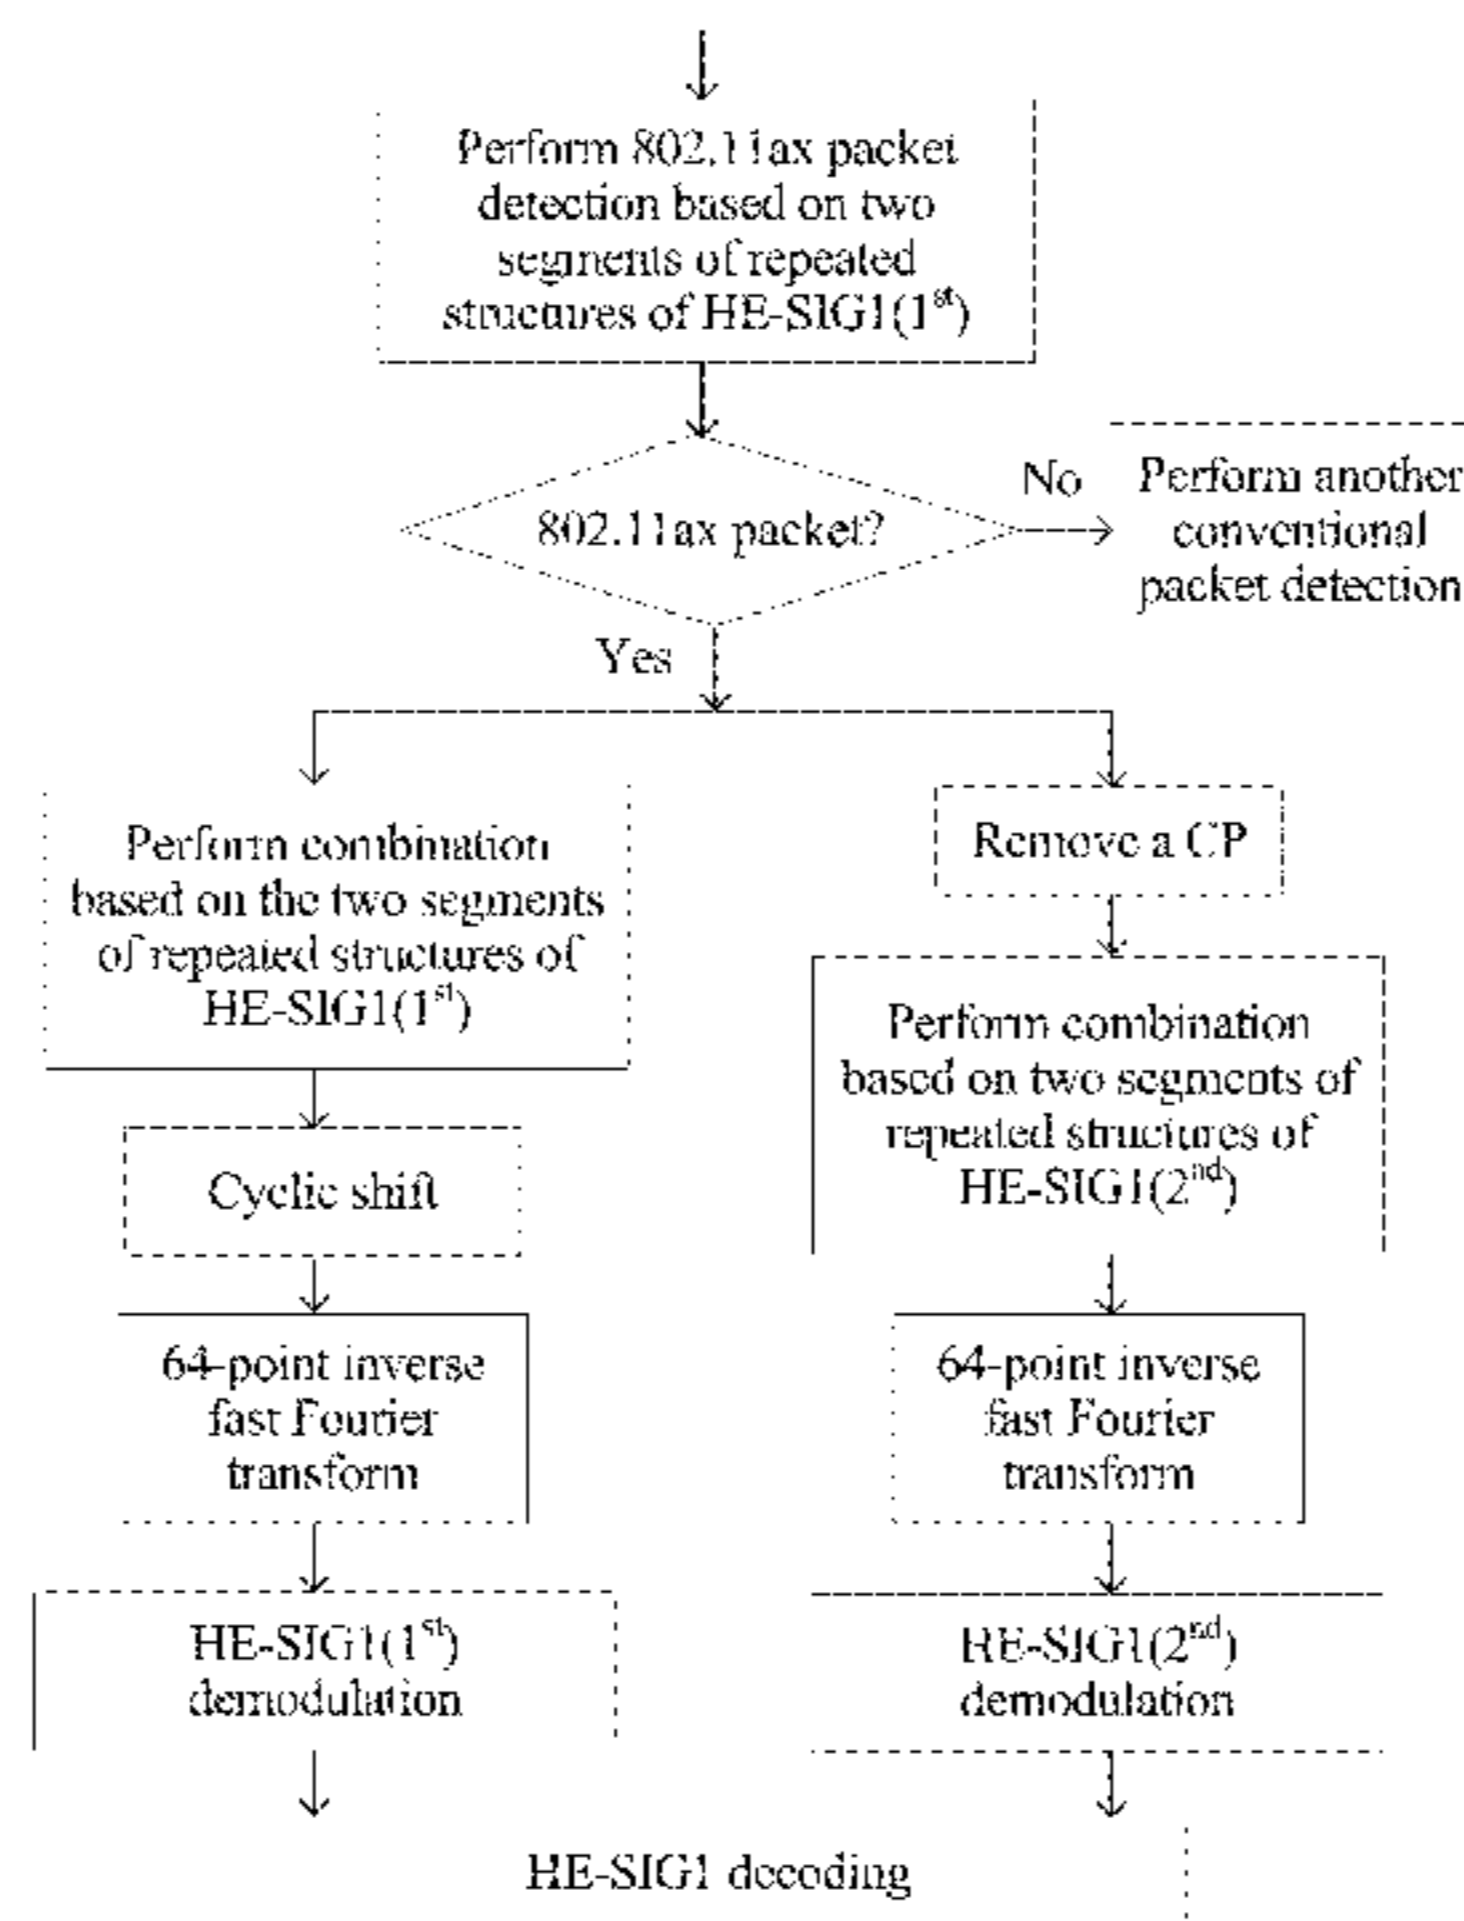 Perform 802.11ax packet
detection based on two
segments of repeated
structures of HE-SIG1(1st)
802.11ax packet?
No
Perform another
conventional
packet detection
Yes
Perform combination
based on the two segments
of repeated structures of
HE-SIG1(1st)
Cyclic shift
64-point inverse
fast Fourier
transform
HE-SIG1(1st)
demodulation
Remove a CP
Perform combination
based on two segments of
repeated structures of
HE-SIG1(2nd)
64-point inverse
fast Fourier
transform
HE-SIG1(2nd)
demodulation
HE-SIG1 decoding